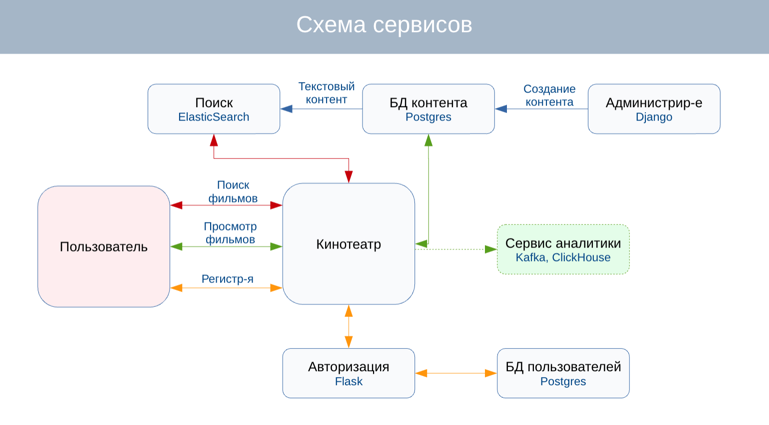 Схема сервисов
Поиск
ElasticSearch
Текстовый
контент
БД контента
Postgres
Создание
контента
Администрир-е
Django
Пользователь
Поиск
фильмов
Просмотр
фильмов
Регистр-я
Кинотеатр
Сервис аналитики
Kafka, ClickHouse
Авторизация
Flask
БД пользователей
Postgres